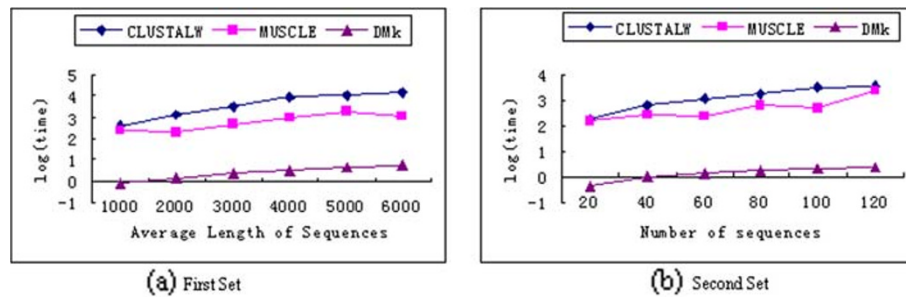 CLUSTALW MUSCLE DMk
log(time)
5
4
3
2
1
0
-1
1000 2000 3000 4000 5000 6000
Average Length of Sequences
(a) First Set
CLUSTALW MUSCLE DMk
log(time)
4
3
2
1
0
-1
20 40 60 80 100 120
Number of sequences
(b) Second Set